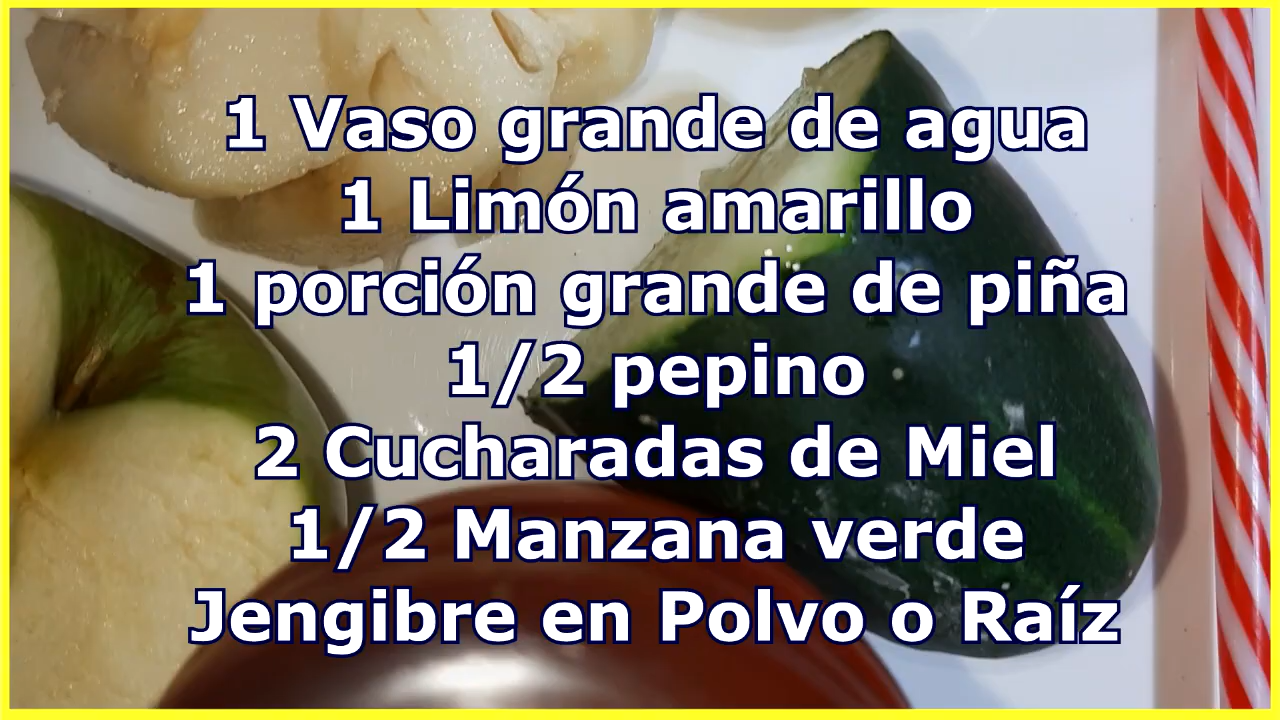 1 Vaso grande de agua
1 Limón amarillo
1 porción grande de piña
1/2 pepino
2 Cucharadas de Miel
1/2 Manzana verde
Jengibre en Polvo o Raíz